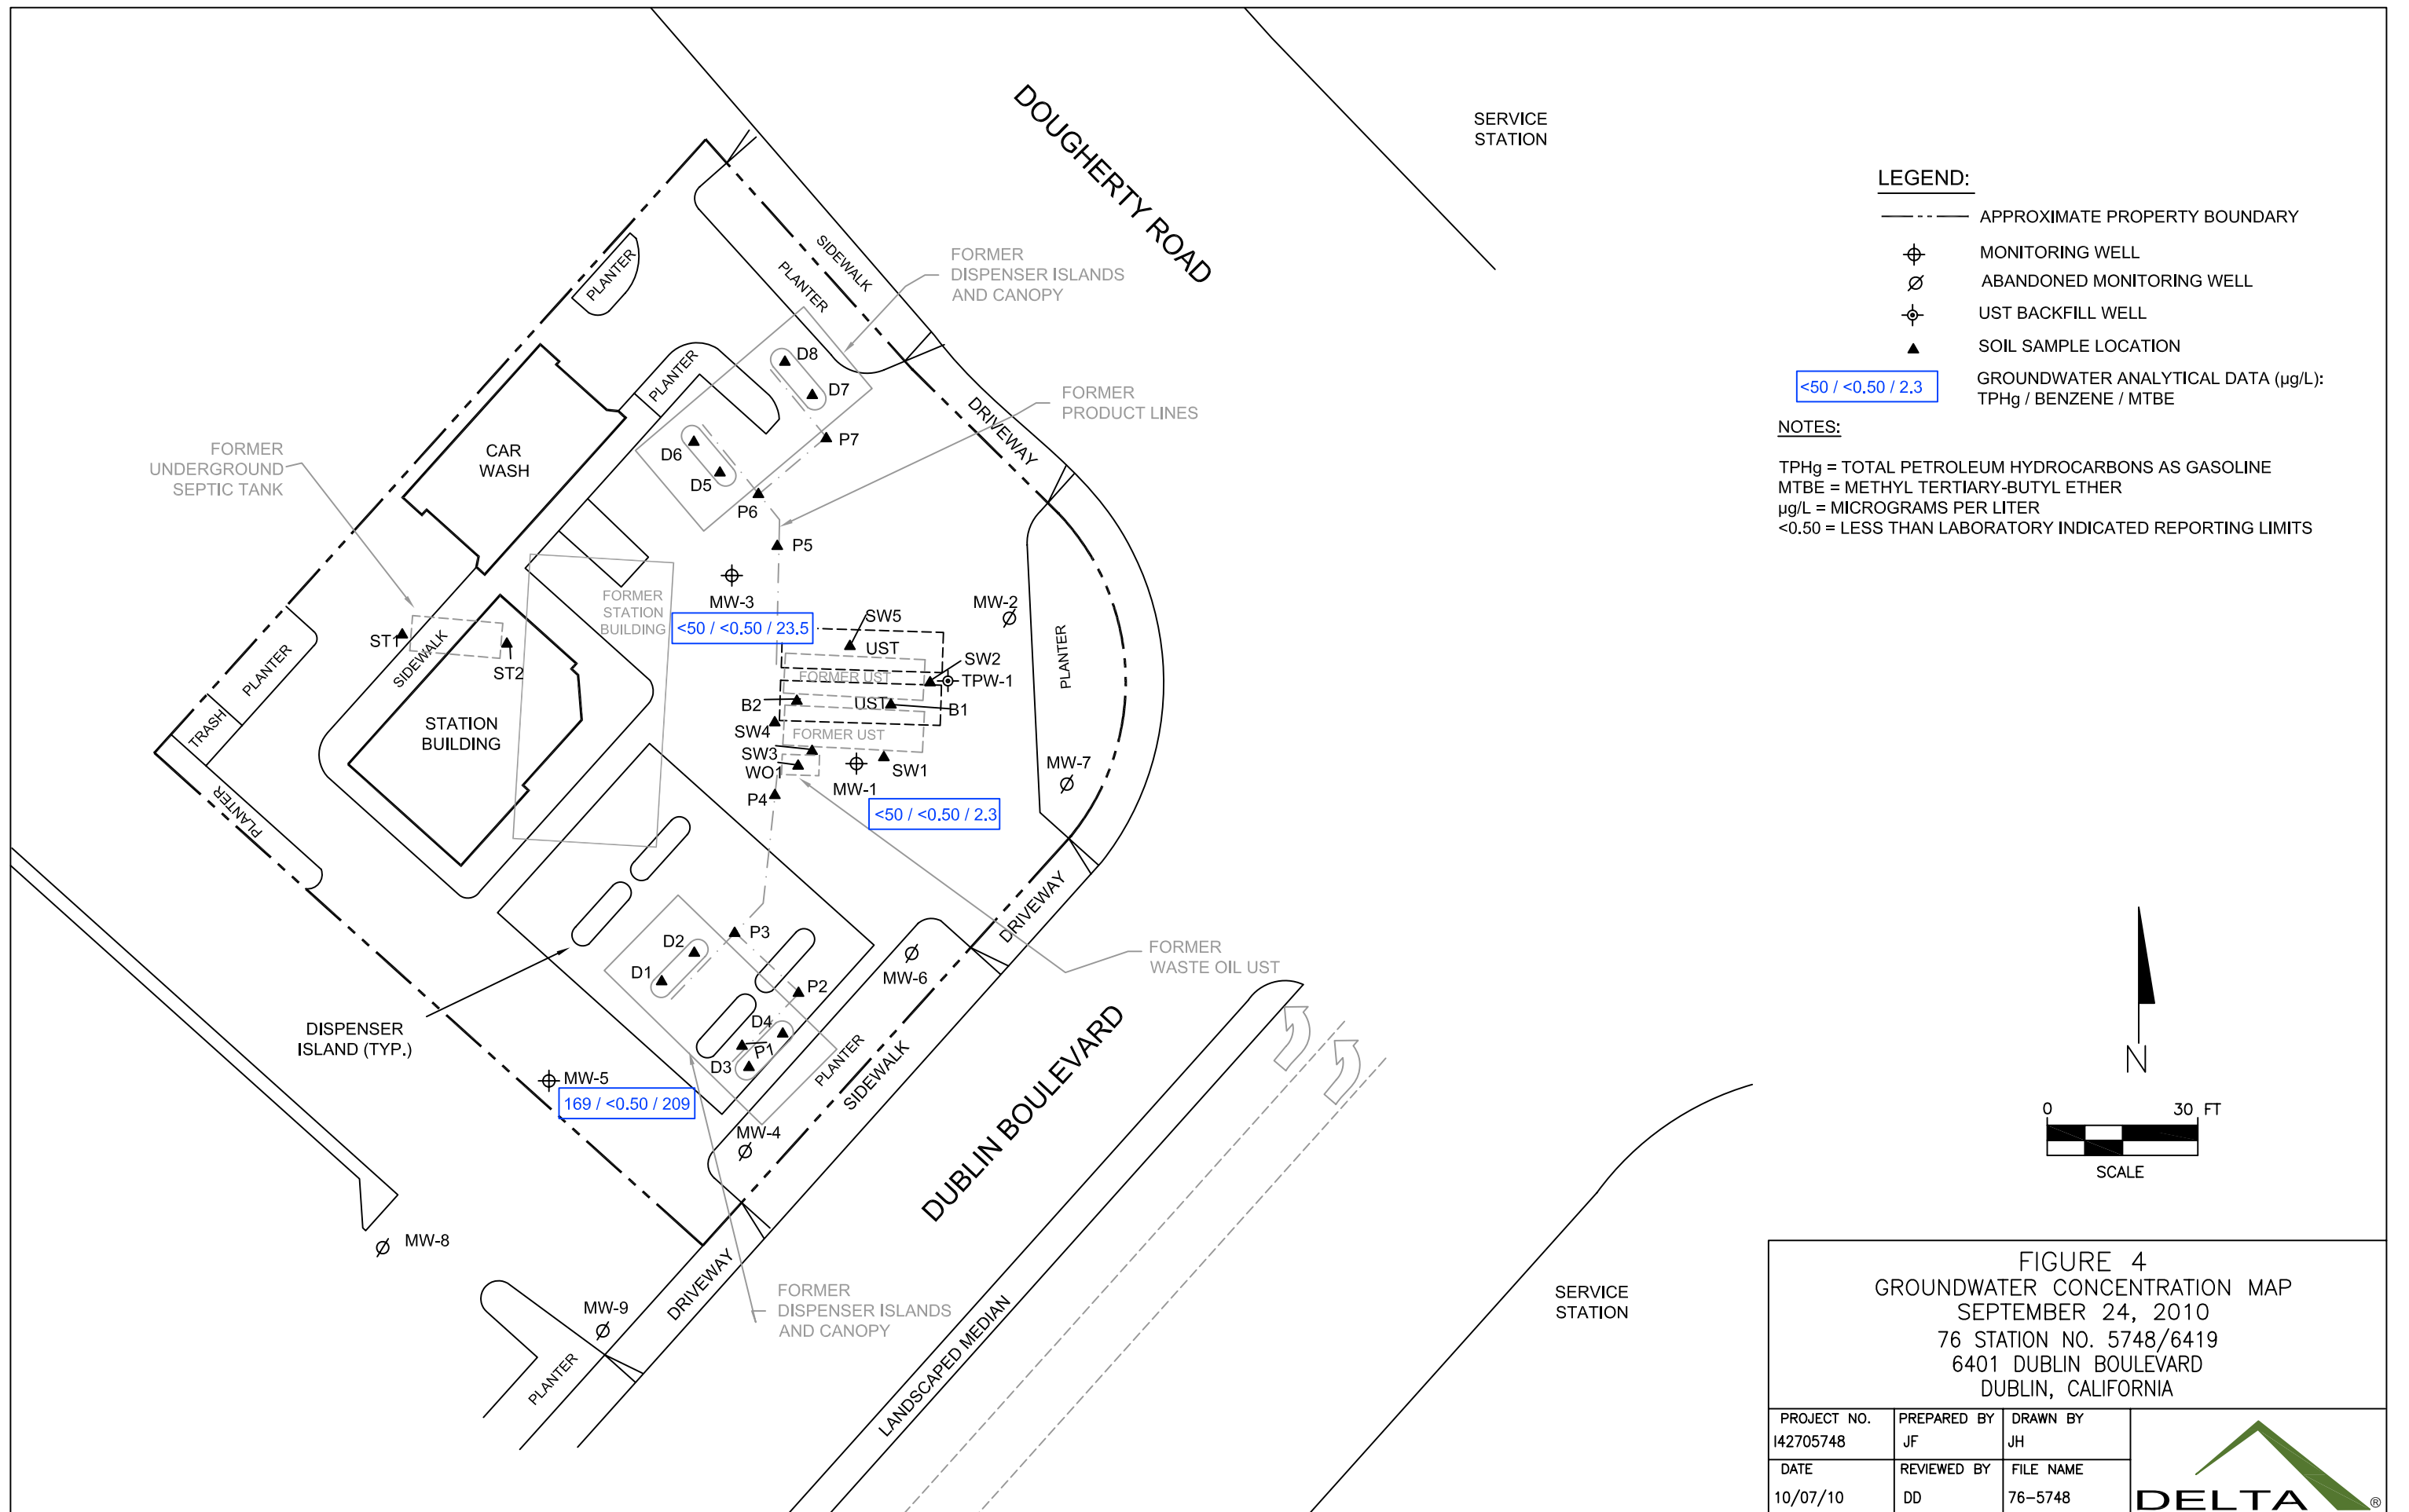 DOUGHERTY ROAD
SERVICE
STATION
LEGEND:
APPROXIMATE PROPERTY BOUNDARY
MONITORING WELL
ABANDONED MONITORING WELL
UST BACKFILL WELL
SOIL SAMPLE LOCATION
<50 / <0.50 / 2.3
GROUNDWATER ANALYTICAL DATA (µg/L):
TPHg / BENZENE / MTBE
NOTES:
TPHg = TOTAL PETROLEUM HYDROCARBONS AS GASOLINE
MTBE = METHYL TERTIARY-BUTYL ETHER
µg/L = MICROGRAMS PER LITER
<0.50 = LESS THAN LABORATORY INDICATED REPORTING LIMITS
SIDEWALK
PLANTER
PLANTER
FORMER
DISPENSER ISLANDS
AND CANOPY
D8
D7
PLANTER
FORMER
PRODUCT LINES
DRIVEWAY
P7
D6
D5
P6
CAR
WASH
FORMER
UNDERGROUND
SEPTIC TANK
P5
MW-3
<50 / <0.50 / 23.5
FORMER
STATION
BUILDING
MW-2
SW5
UST
ST1
SIDEWALK
ST2
PLANTER
TRASH
PLANTER
STATION
BUILDING
FORMER UST
SW2
TPW-1
PLANTER
B2
UST
B1
SW4
FORMER UST
SW3
WO1
SW1
MW-1
MW-7
P4
<50 / <0.50 / 2.3
DRIVEWAY
P3
D2
D1
P2
MW-6
FORMER
WASTE OIL UST
D4
P1
D3
PLANTER
SIDEWALK
DISPENSER
ISLAND (TYP.)
MW-5
169 / <0.50 / 209
MW-4
DUBLIN BOULEVARD
MW-8
MW-9
DRIVEWAY
PLANTER
FORMER
DISPENSER ISLANDS
AND CANOPY
LANDSCAPED MEDIAN
SERVICE
STATION
N
0 30 FT
SCALE
FIGURE 4
GROUNDWATER CONCENTRATION MAP
SEPTEMBER 24, 2010
76 STATION NO. 5748/6419
6401 DUBLIN BOULEVARD
DUBLIN, CALIFORNIA
PROJECT NO.
I42705748
PREPARED BY
JF
DRAWN BY
JH
DATE
10/07/10
REVIEWED BY
DD
FILE NAME
76-5748
DELTA ®